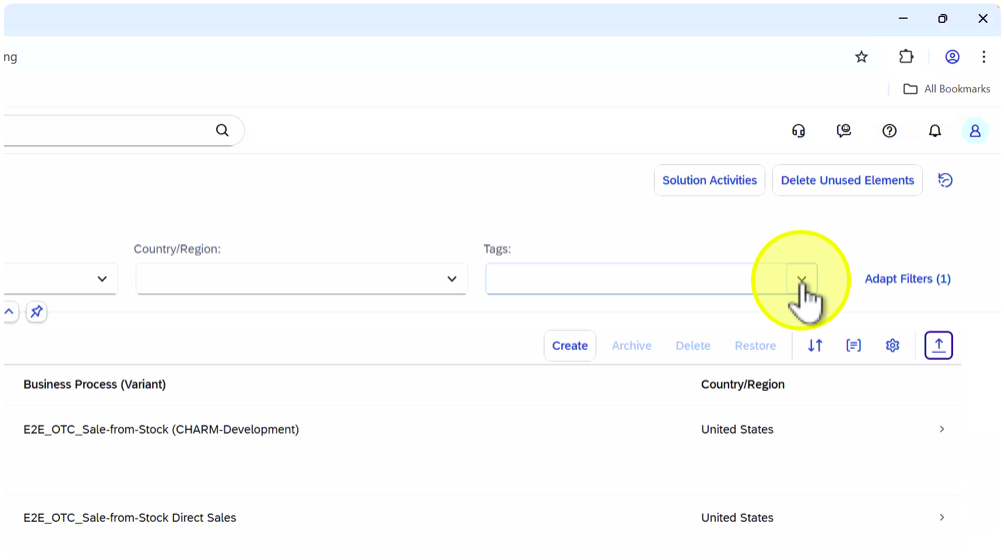 ng
All Bookmarks
Solution Activities
Delete Unused Elements
Country/Region:
Tags:
Adapt Filters (1)
Create
Archive
Delete
Restore
Business Process (Variant)
Country/Region
E2E_OTC_Sale-from-Stock (CHARM-Development)
United States
E2E_OTC_Sale-from-Stock Direct Sales
United States